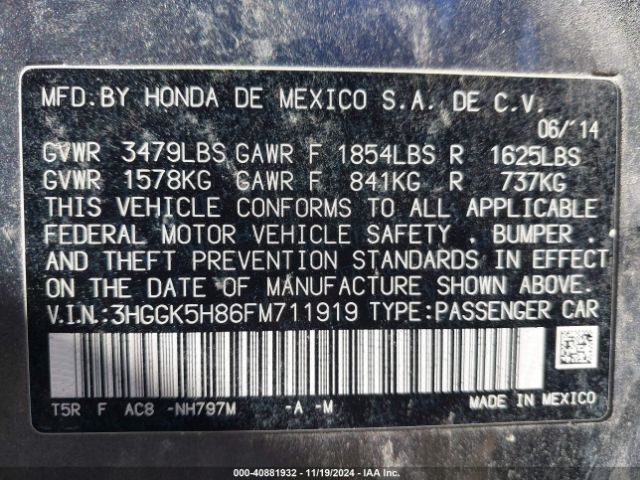 MFD.BY HONDA DE MEXICO S.A. DE C.V.
06/'14
GVWR 3479LBS GAWR F 1854LBS R 1625LBS
GVWR 1578KG GAWR F 841KG R 737KG
THIS VEHICLE CONFORMS TO ALL APPLICABLE
FEDERAL MOTOR VEHICLE SAFETY , BUMPER ,
AND THEFT PREVENTION STANDARDS IN EFFECT
ON THE DATE OF MANUFACTURE SHOWN ABOVE.
V.I.N.:3HGGK5H86FM711919 TYPE:PASSENGER CAR
T5R F AC8 -NH797M -A -M MADE IN MEXICO
000-40881932 - 11/19/2024 - IAA Inc.